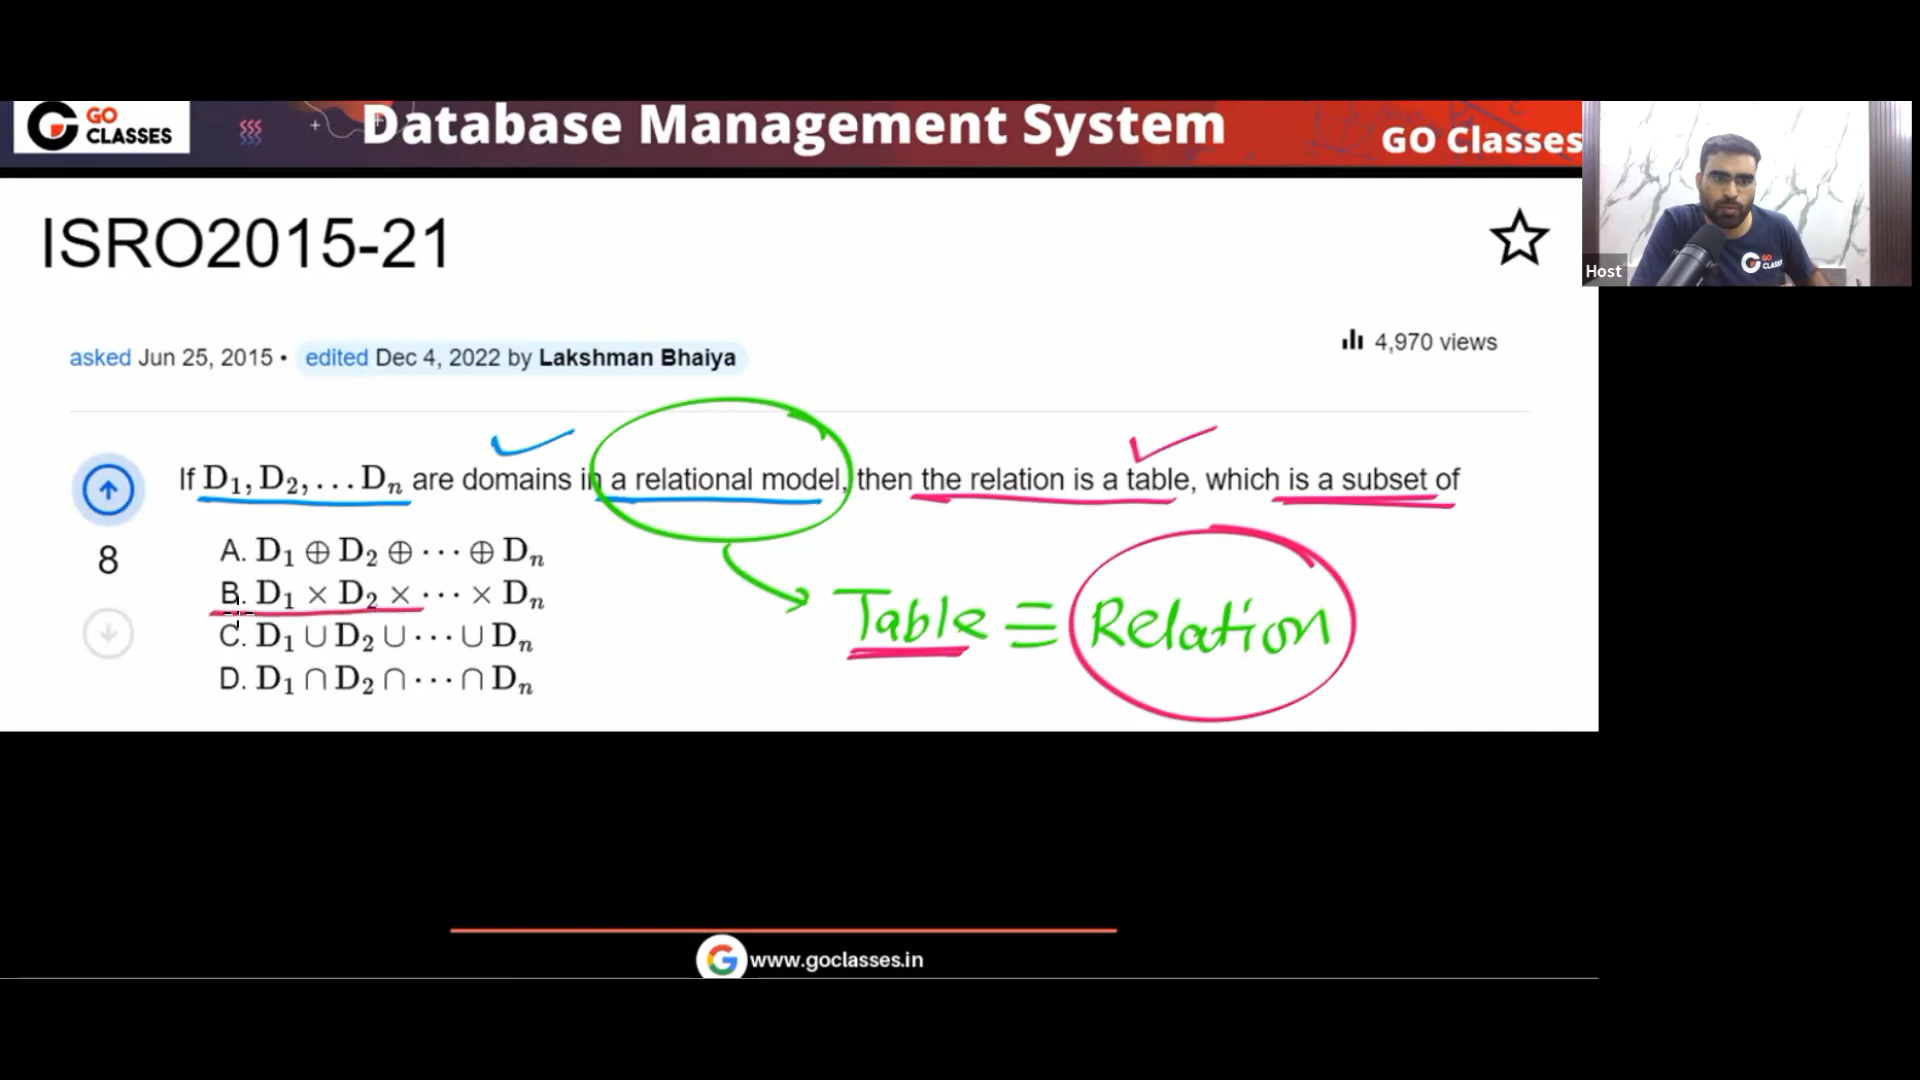 GO
CLASSES
Database Management System
GO Classes
Host
GO
ISRO2015-21
asked Jun 25, 2015 • edited Dec 4, 2022 by Lakshman Bhaiya
4,970 views
If D₁, D₂, ... Dₙ are domains in a relational model, then the relation is a table, which is a subset of
8
A. D₁ ⊕ D₂ ⊕ ··· ⊕ Dₙ
B. D₁ × D₂ × ··· × Dₙ
C. D₁ ∪ D₂ ∪ ··· ∪ Dₙ
D. D₁ ∩ D₂ ∩ ··· ∩ Dₙ
Table ≡ Relation
www.goclasses.in